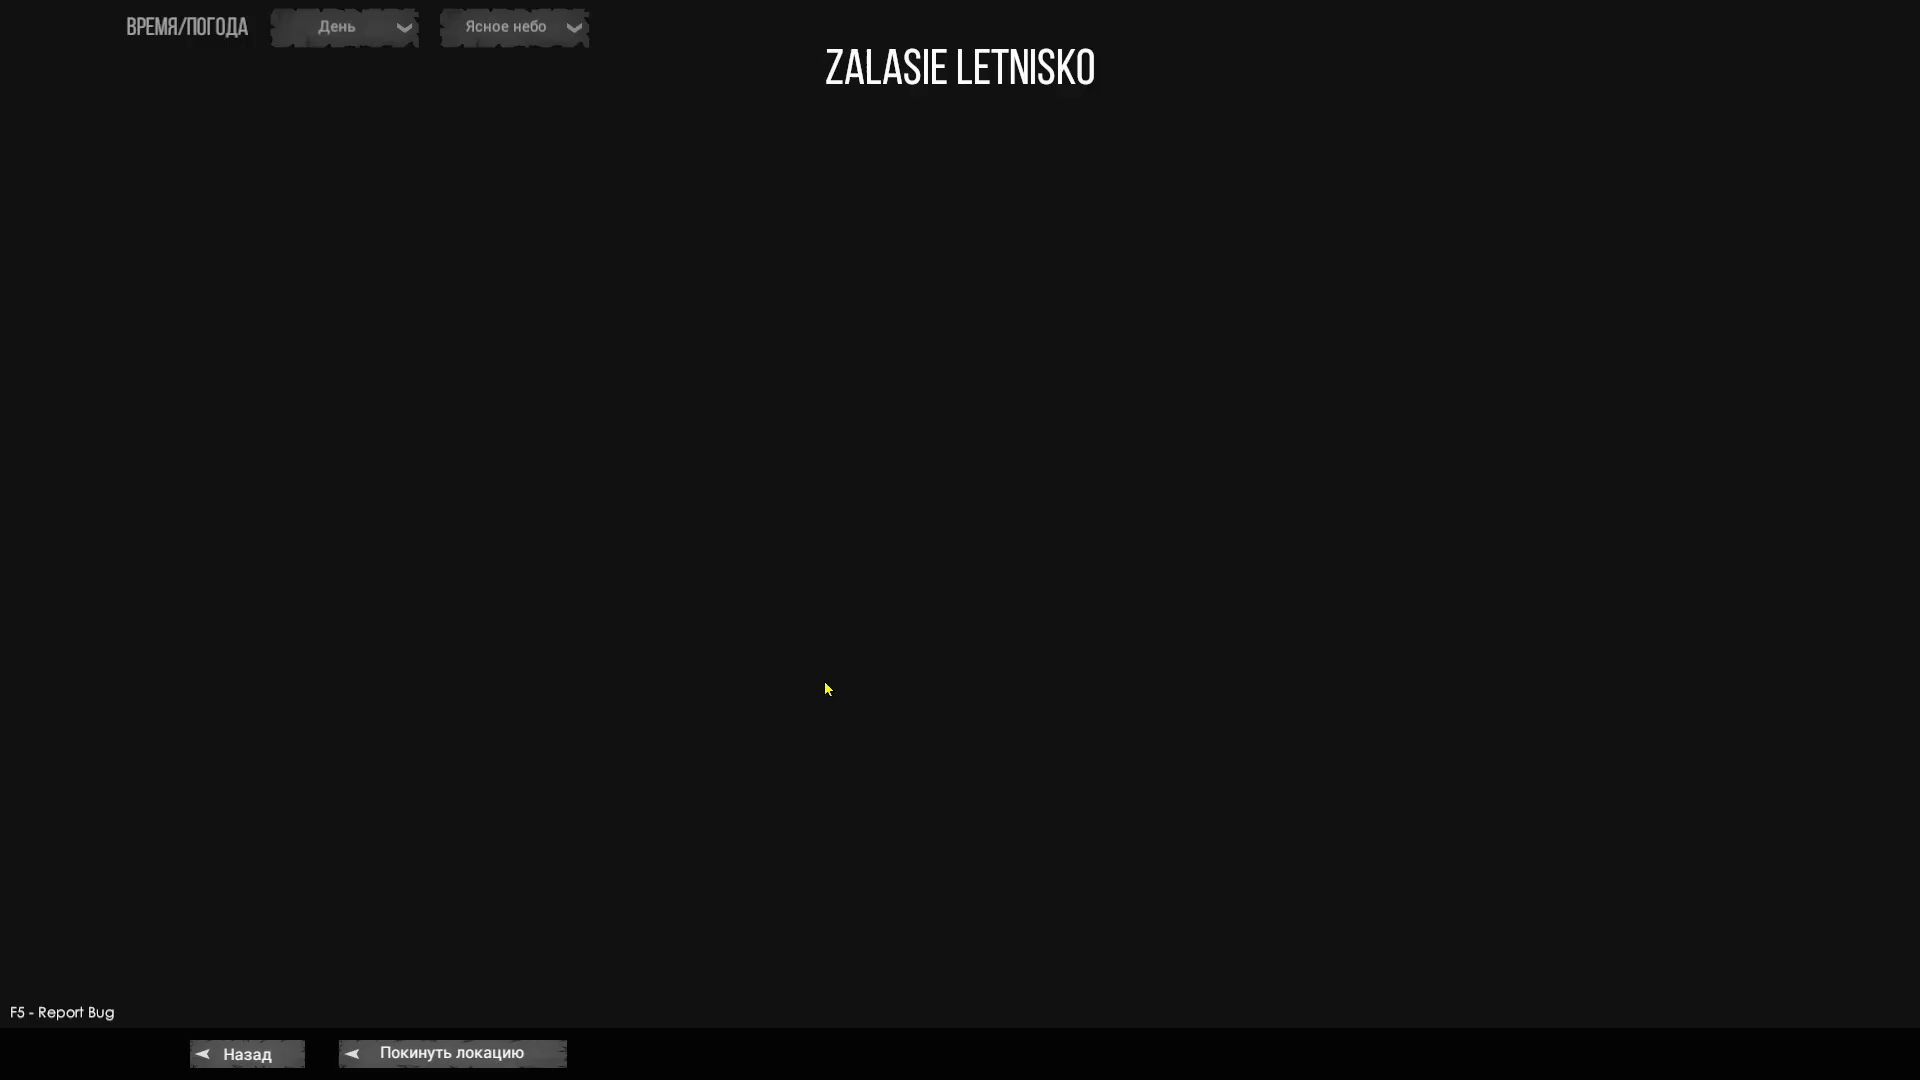 ВРЕМЯ/ПОГОДА День Ясное небо
ZALASIE LETNISKO
F5 - Report Bug
Назад Покинуть локацию